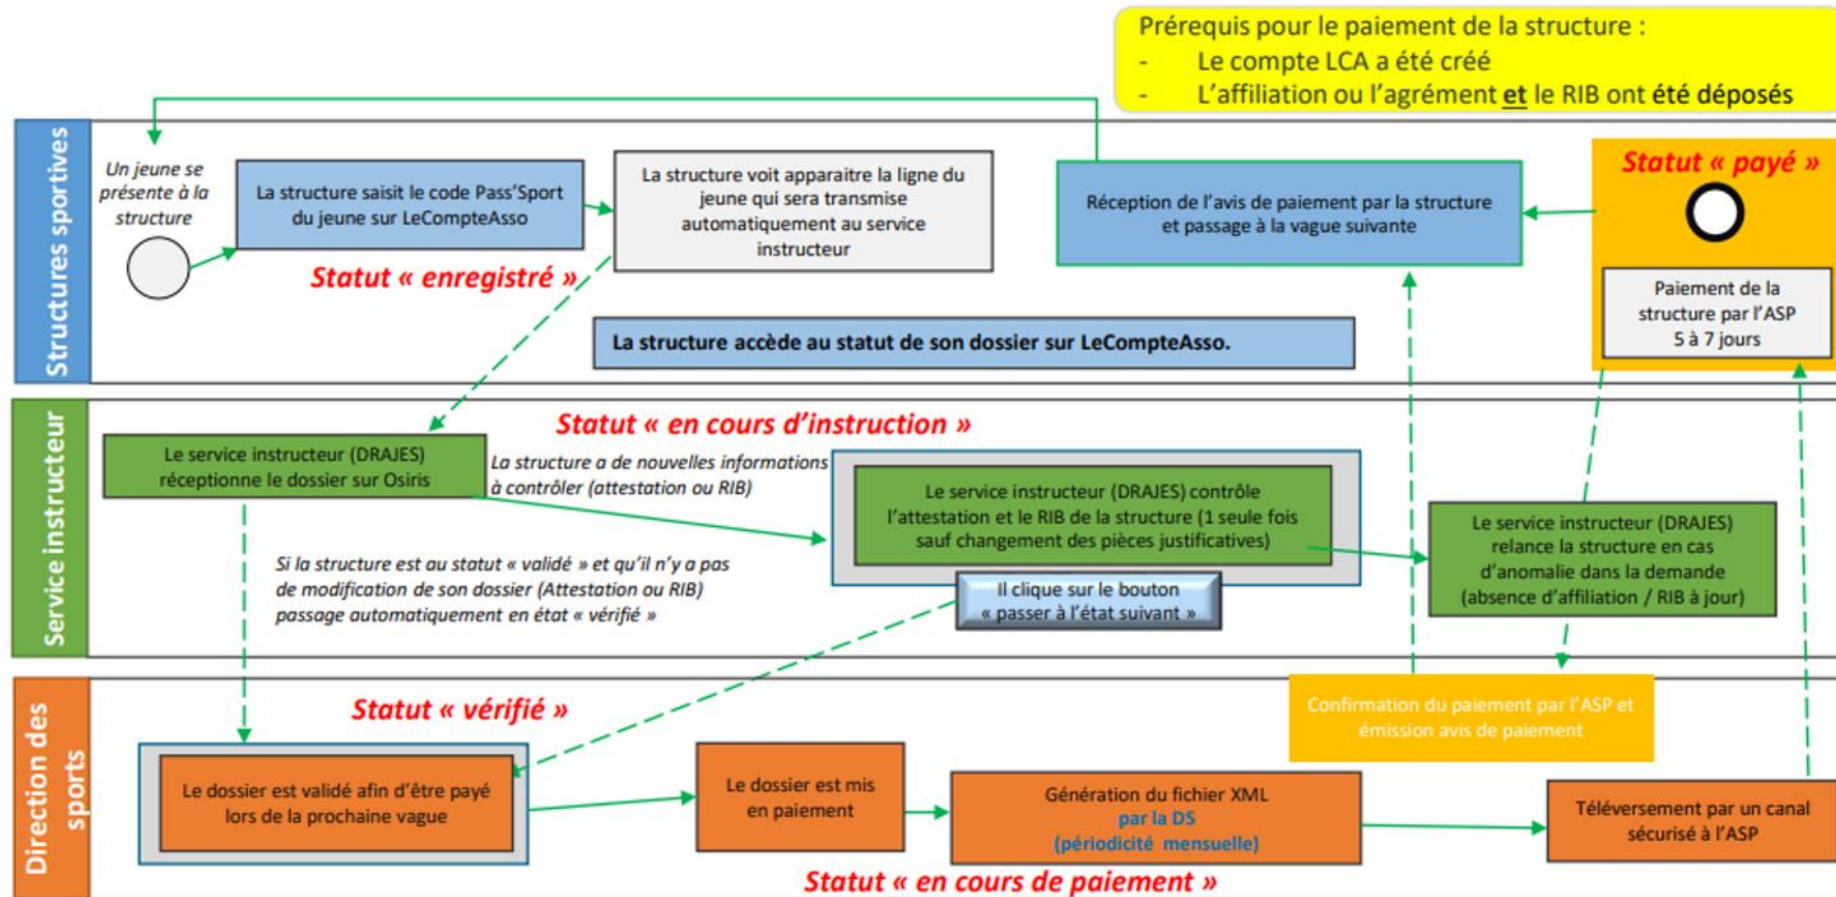 Prérequis pour le paiement de la structure :
- Le compte LCA a été créé
- L'affiliation ou l'agrément et le RIB ont été déposés
Structures sportives
Un jeune se
présente à la
structure
La structure saisit le code Pass'Sport
du jeune sur LeCompteAsso
Statut « enregistré »
La structure voit apparaitre la ligne du
jeune qui sera transmise
automatiquement au service
instructeur
Réception de l'avis de paiement par la structure
et passage à la vague suivante
Statut « payé »
Paiement de la
structure par l'ASP
5 à 7 jours
La structure accède au statut de son dossier sur LeCompteAsso.
Service instructeur
Statut « en cours d'instruction »
Le service instructeur (DRAJES)
réceptionne le dossier sur Osiris
La structure a de nouvelles informations
à contrôler (attestation ou RIB)
Le service instructeur (DRAJES) contrôle
l'attestation et le RIB de la structure (1 seule fois
sauf changement des pièces justificatives)
Il clique sur le bouton
« passer à l'état suivant »
Le service instructeur (DRAJES)
relance la structure en cas
d'anomalie dans la demande
(absence d'affiliation / RIB à jour)
Si la structure est au statut « validé » et qu'il n'y a pas
de modification de son dossier (Attestation ou RIB)
passage automatiquement en état « vérifié »
Direction des
sports
Statut « vérifié »
Le dossier est validé afin d'être payé
lors de la prochaine vague
Le dossier est mis
en paiement
Génération du fichier XML
par la DS
(périodicité mensuelle)
Confirmation du paiement par l'ASP et
émission avis de paiement
Téléversement par un canal
sécurisé à l'ASP
Statut « en cours de paiement »